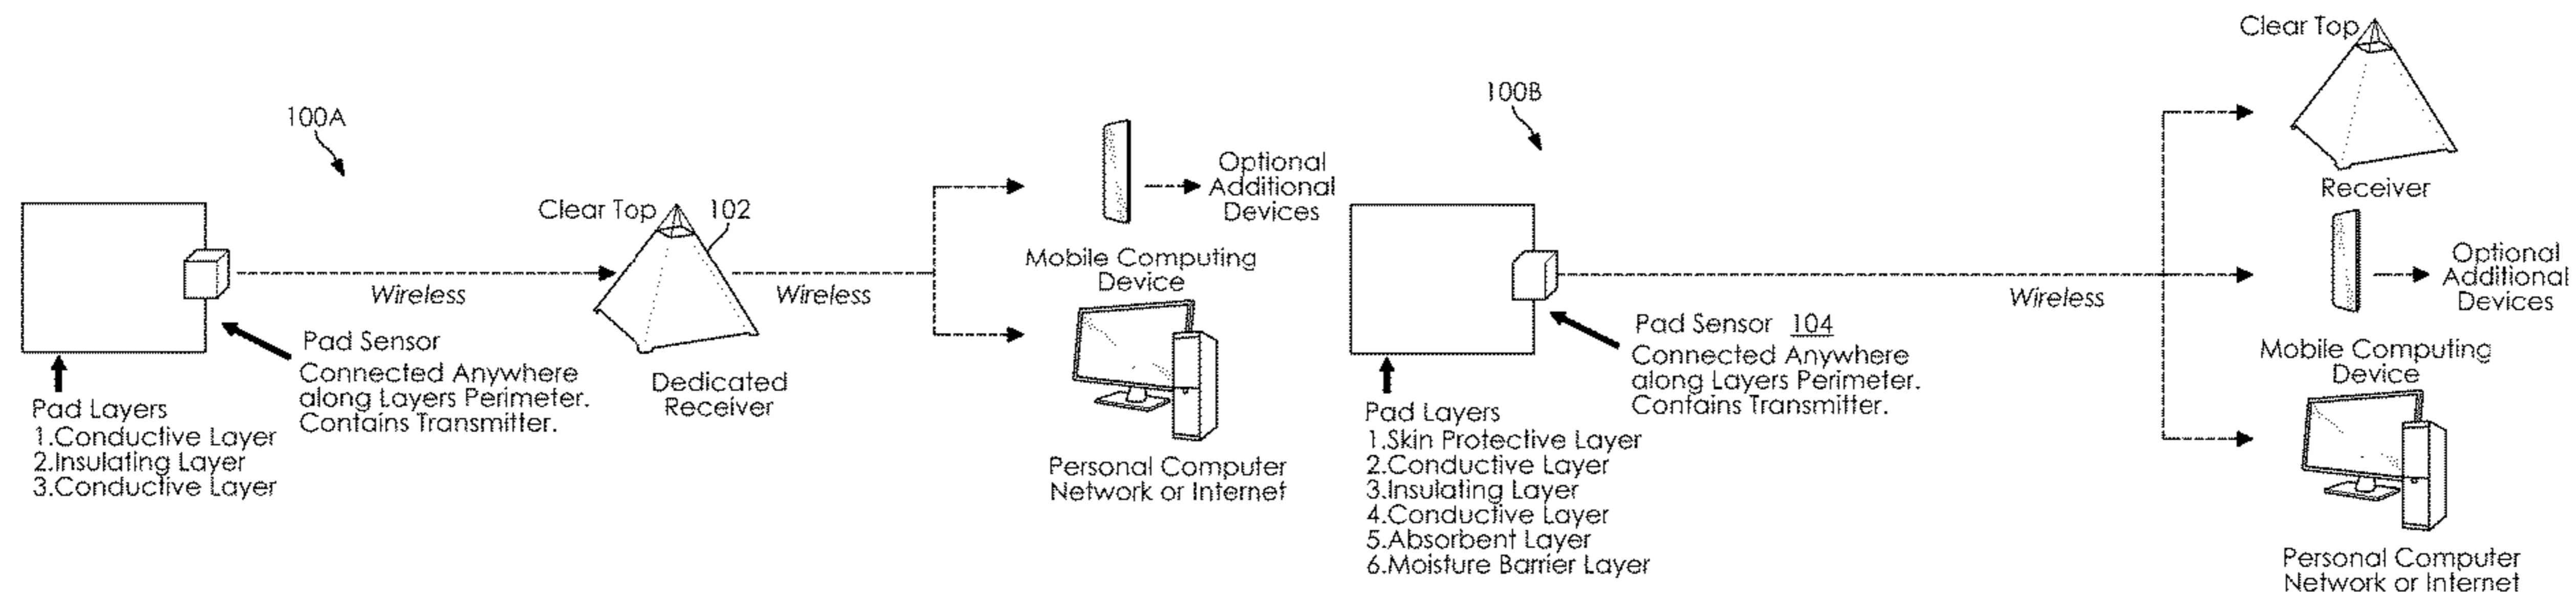 100A
Clear Top
102
Wireless
Wireless
Optional
Additional
Devices
Mobile Computing
Device
Pad Sensor
Connected Anywhere
along Layers Perimeter.
Contains Transmitter.
Dedicated
Receiver
Pad Layers
1.Conductive Layer
2.Insulating Layer
3.Conductive Layer
Personal Computer
Network or Internet
100B
Clear Top
Receiver
Wireless
Optional
Additional
Devices
Mobile Computing
Device
Pad Sensor 104
Connected Anywhere
along Layers Perimeter.
Contains Transmitter.
Pad Layers
1.Skin Protective Layer
2.Conductive Layer
3.Insulating Layer
4.Conductive Layer
5.Absorbent Layer
6.Moisture Barrier Layer
Personal Computer
Network or Internet